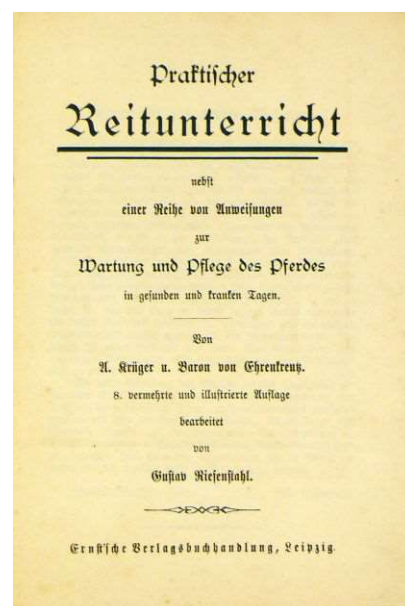 Praktischer
Reitunterricht
nebst
einer Reihe von Anweisungen
zur
Wartung und Pflege des Pferdes
in gesunden und kranken Tagen.
Von
A. Krüger u. Baron von Ehrenkreutz.
8. vermehrte und illustrierte Auflage
bearbeitet
von
Gustav Riefenstahl.
Ernst'sche Verlagsbuchhandlung, Leipzig.